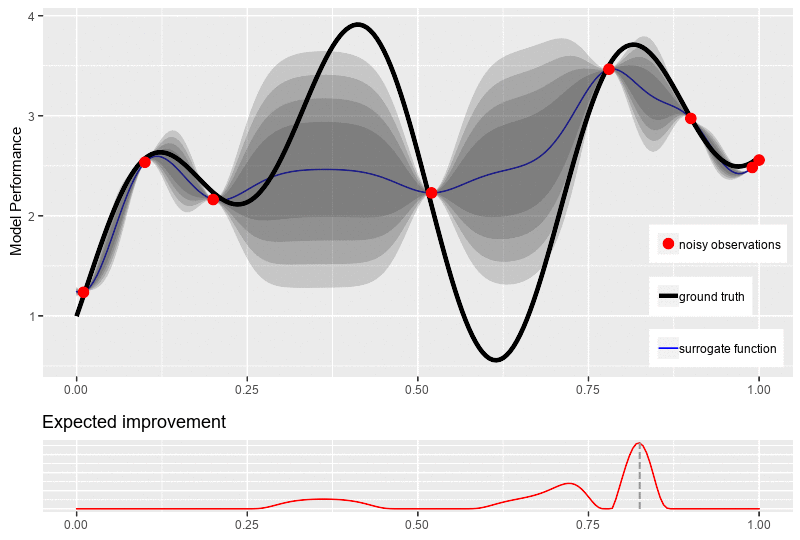 4
3
2
1
Model Performance
noisy observations
ground truth
surrogate function
0.00 0.25 0.50 0.75 1.00
Expected improvement
0.00 0.25 0.50 0.75 1.00